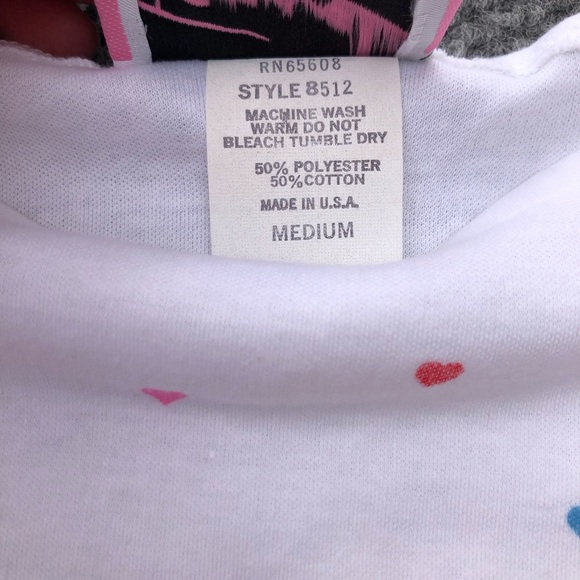 RN65608
STYLE 8512
MACHINE WASH
WARM DO NOT
BLEACH TUMBLE DRY
50% POLYESTER
50%COTTON
MADE IN U.S.A.
MEDIUM